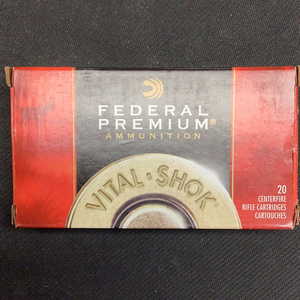 FEDERAL
PREMIUM®
AMMUNITION
VITAL·SHOK
20
CENTERFIRE
RIFLE CARTRIDGES
CARTOUCHES